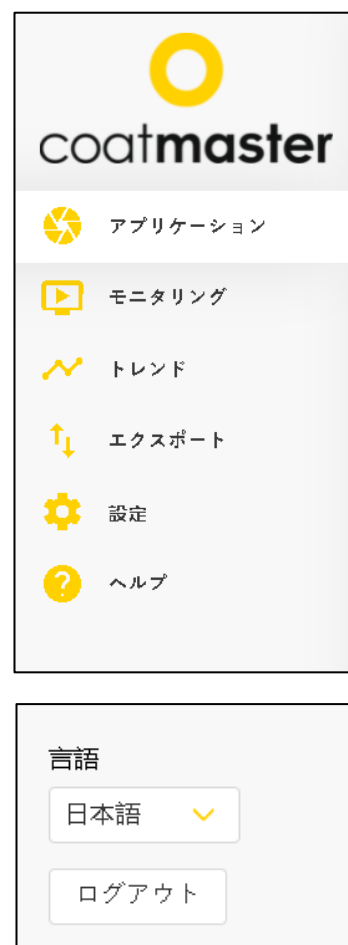 coatmaster
アプリケーション
モニタリング
トレンド
エクスポート
設定
ヘルプ
言語
日本語
ログアウト